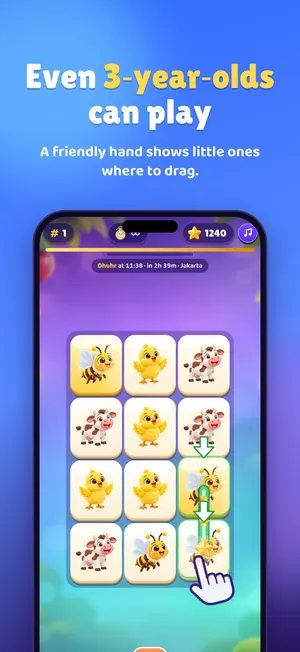 Even 3-year-olds
can play
A friendly hand shows little ones
where to drag.
# 1
∞
1240
Dhuhr at 11:38 · in 2h 39m · Jakarta